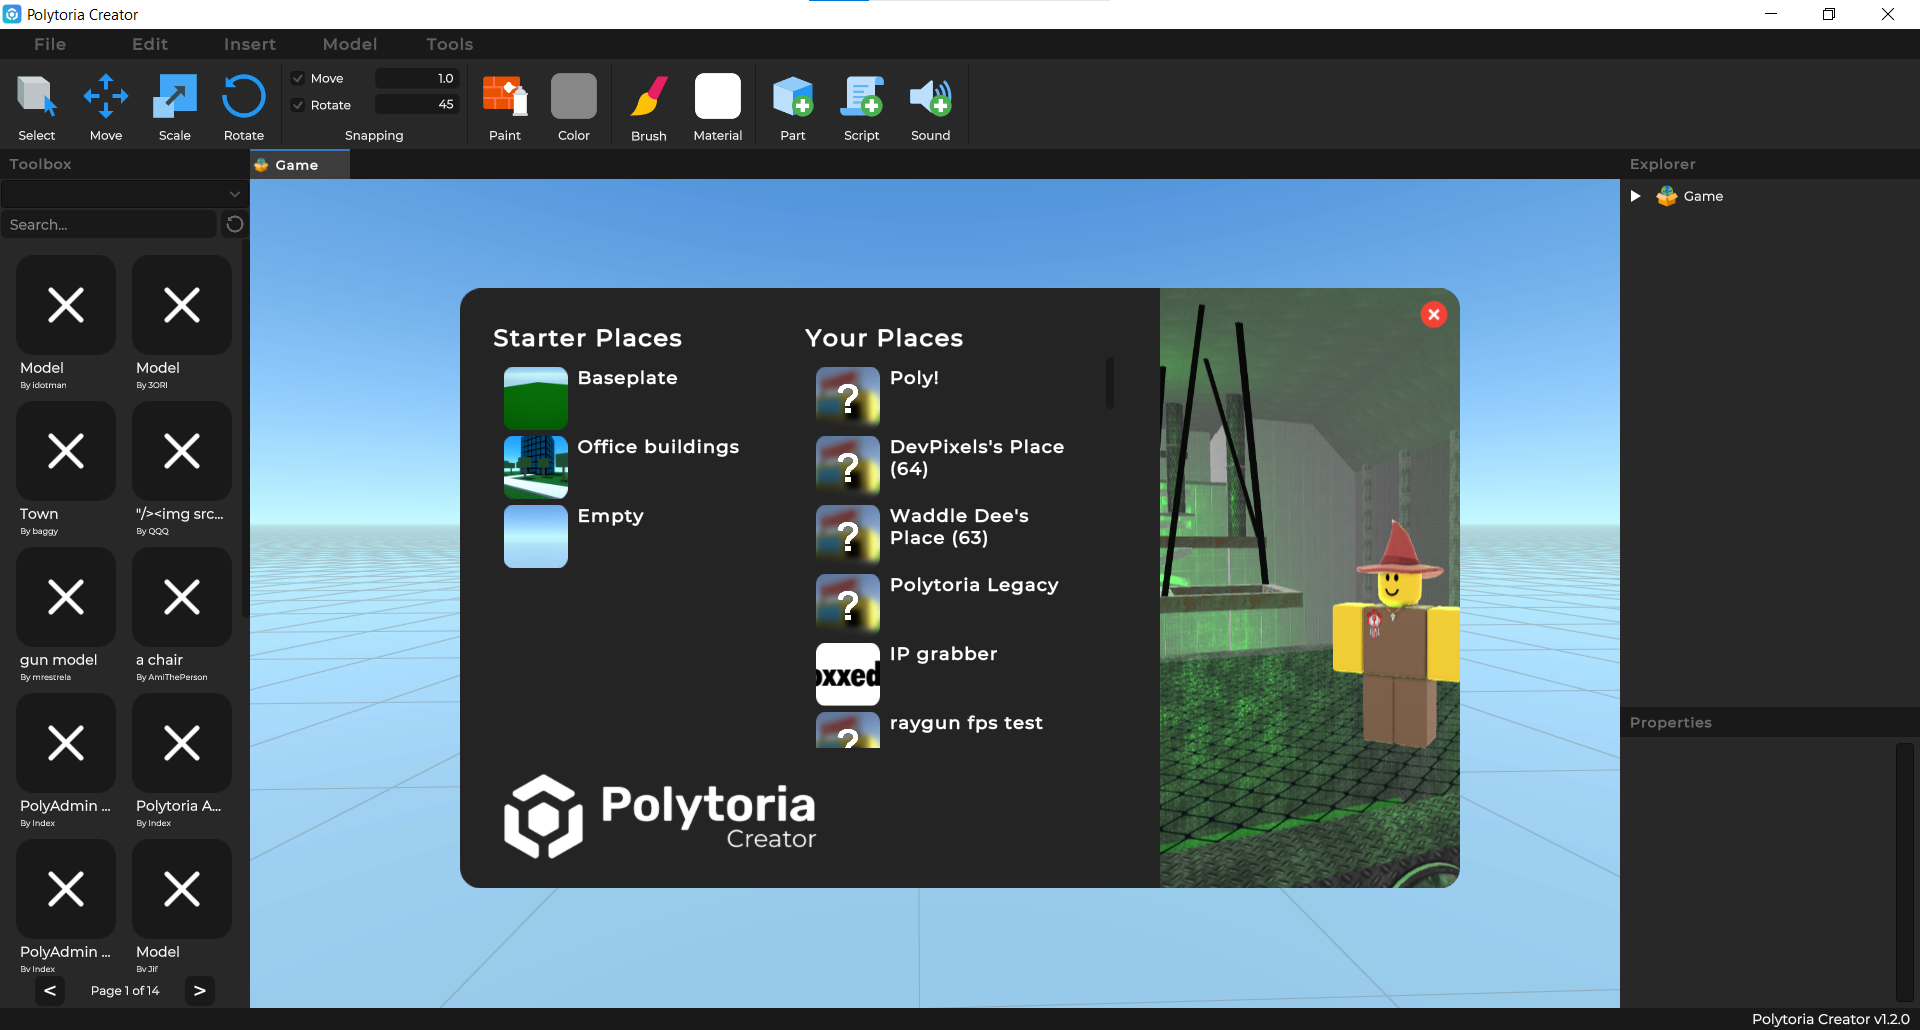 Polytoria Creator
File Edit Insert Model Tools
Select
Move
Scale
Rotate
Move 1.0
Rotate 45
Snapping
Paint
Color
Brush
Material
Part
Script
Sound
Toolbox
Game
Explorer
Search...
Game
Model
By idotman
Model
By 3ORI
Town
By baggy
"/><img src...
By QQQ
gun model
By mrestrela
a chair
By AmiThePerson
PolyAdmin ...
By Index
Polytoria A...
By Index
PolyAdmin ...
By Index
Model
By Jif
< Page 1 of 14 >
Starter Places
Baseplate
Office buildings
Empty
Your Places
? Poly!
? DevPixels's Place
(64)
? Waddle Dee's
Place (63)
? Polytoria Legacy
oxxed IP grabber
? raygun fps test
Polytoria
Creator
Properties
Polytoria Creator v1.2.0